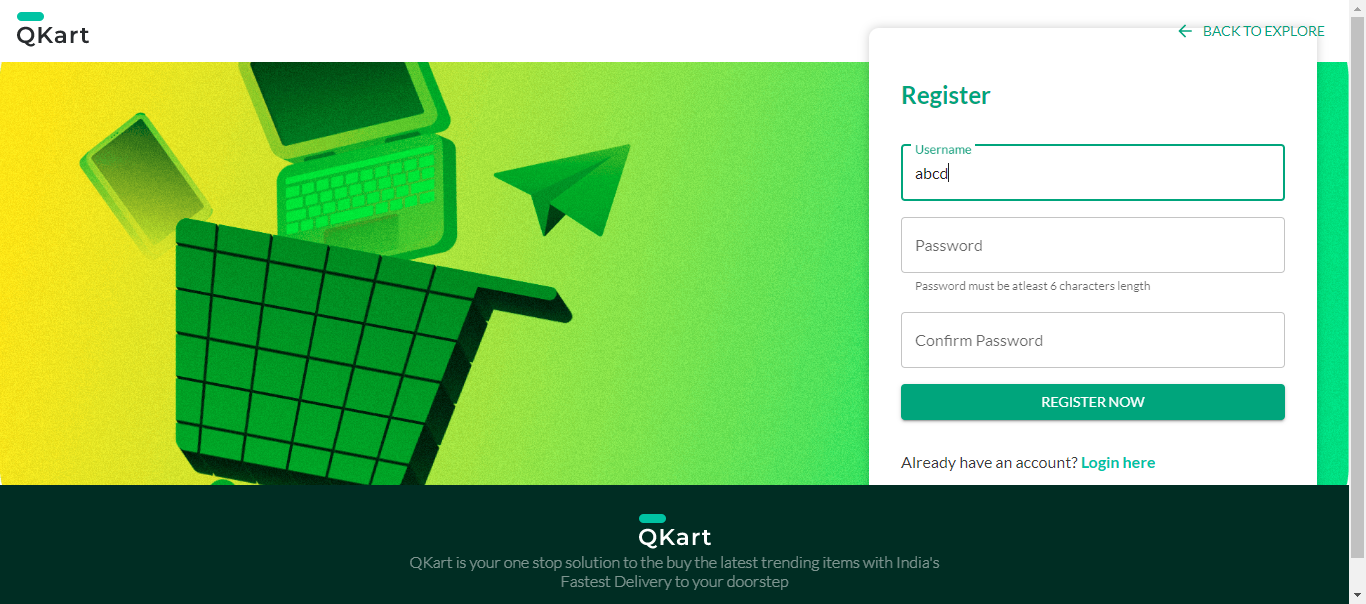 QKart
BACK TO EXPLORE
Register
Username
abcd
Password
Password must be atleast 6 characters length
Confirm Password
REGISTER NOW
Already have an account? Login here
QKart
QKart is your one stop solution to the buy the latest trending items with India's
Fastest Delivery to your doorstep